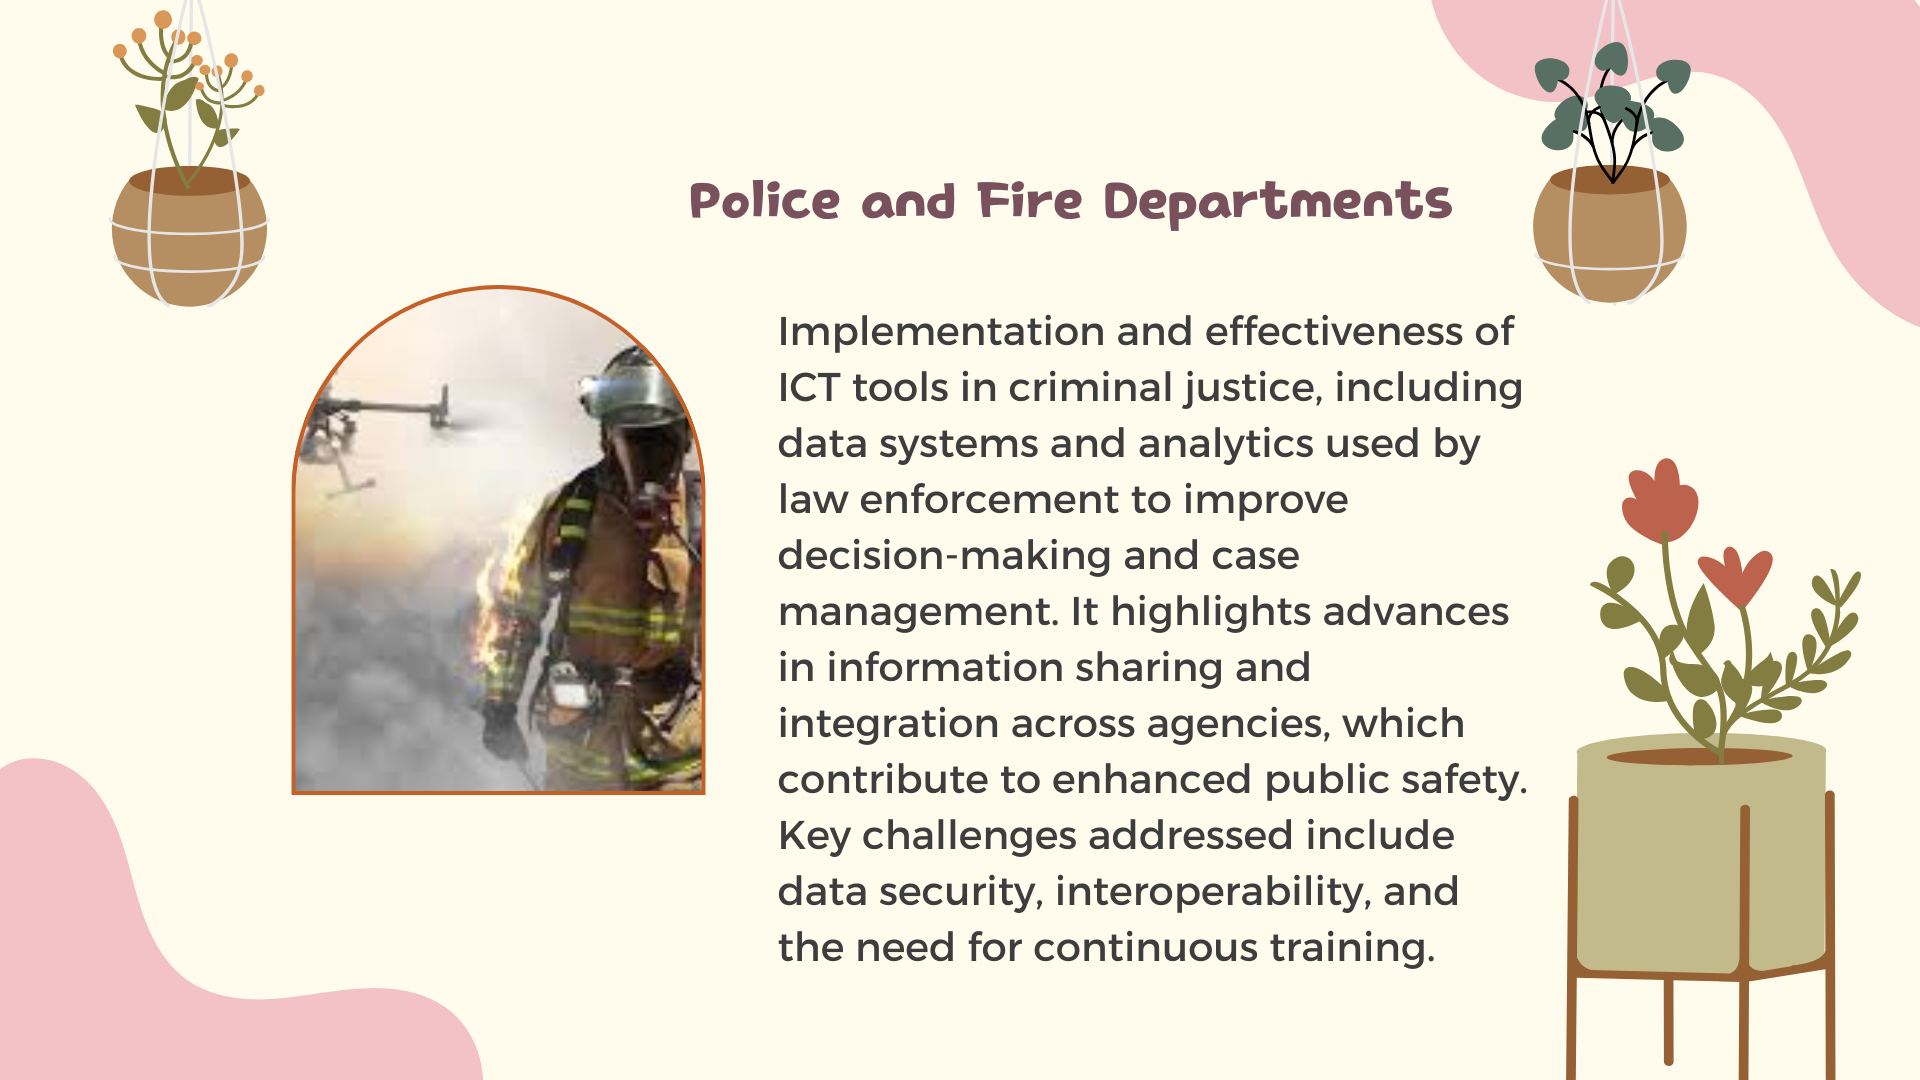 Police and Fire Departments
Implementation and effectiveness of
ICT tools in criminal justice, including
data systems and analytics used by
law enforcement to improve
decision-making and case
management. It highlights advances
in information sharing and
integration across agencies, which
contribute to enhanced public safety.
Key challenges addressed include
data security, interoperability, and
the need for continuous training.